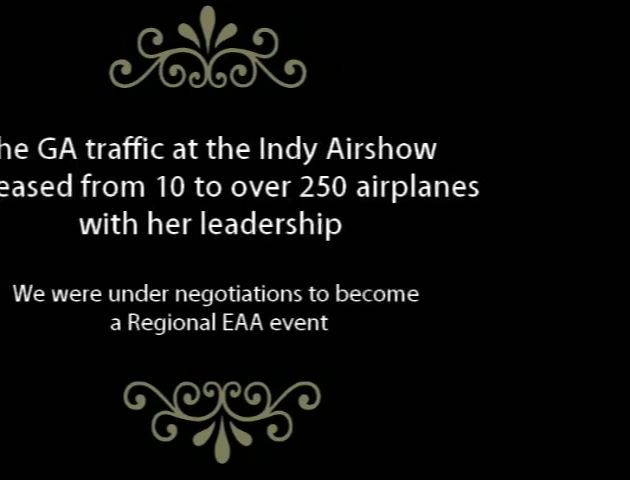 he GA traffic at the Indy Airshow
eased from 10 to over 250 airplanes
with her leadership
We were under negotiations to become
a Regional EAA event